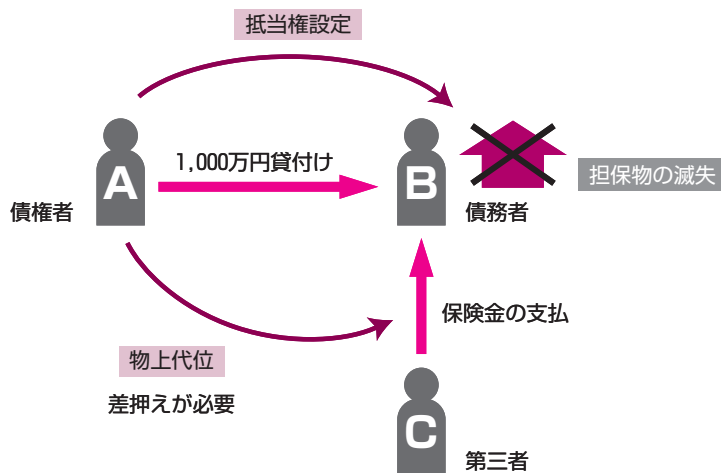 抵当権設定
A
1,000万円貸付け
B
担保物の滅失
債権者
債務者
保険金の支払
物上代位
差押えが必要
C
第三者